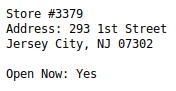 Store #3379
Address: 293 1st Street
Jersey City, NJ 07302
Open Now: Yes